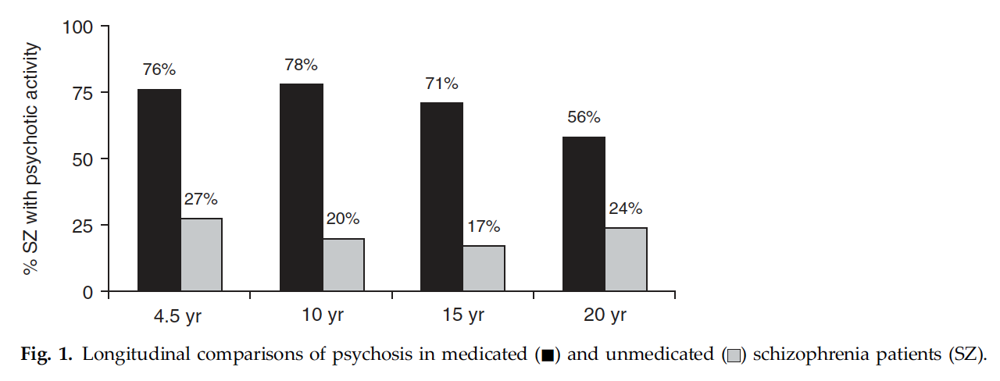 % SZ with psychotic activity
100
75
50
25
0
76%
27%
78%
20%
71%
17%
56%
24%
4.5 yr
10 yr
15 yr
20 yr
Fig. 1. Longitudinal comparisons of psychosis in medicated (■) and unmedicated (□) schizophrenia patients (SZ).